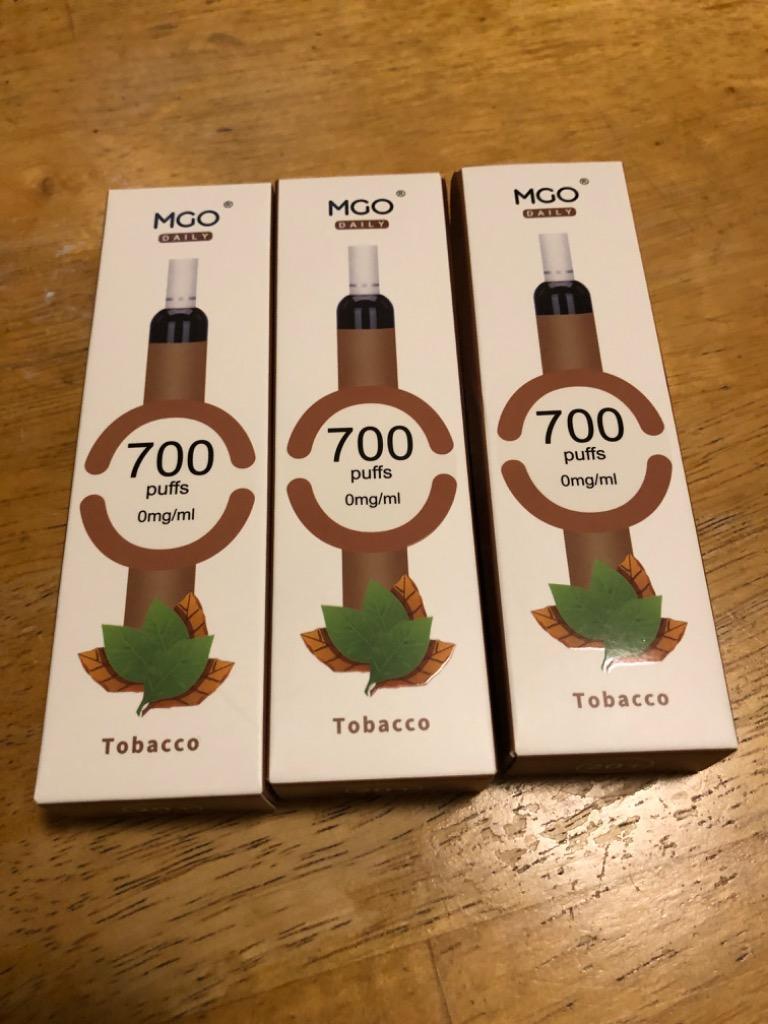 MGO®
DAILY
700
puffs
0mg/ml
Tobacco
MGO®
DAILY
700
puffs
0mg/ml
Tobacco
MGO®
DAILY
700
puffs
0mg/ml
Tobacco